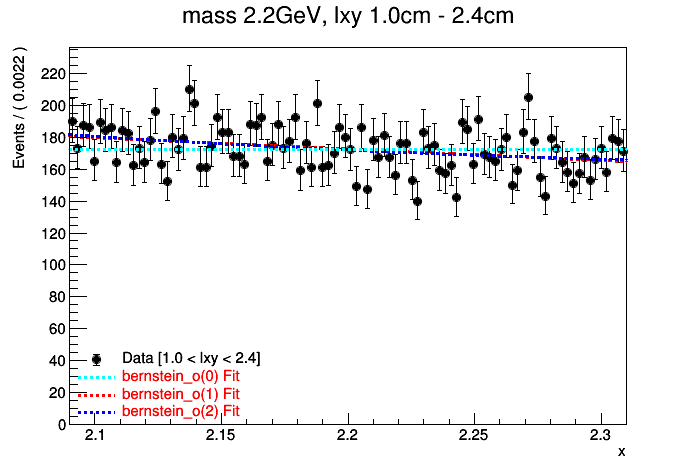 mass 2.2GeV, lxy 1.0cm - 2.4cm
Events / ( 0.0022 )
220
200
180
160
140
120
100
80
60
40
20
0
Data [1.0 < lxy < 2.4]
bernstein_o(0) Fit
bernstein_o(1) Fit
bernstein_o(2) Fit
2.1 2.15 2.2 2.25 2.3
x